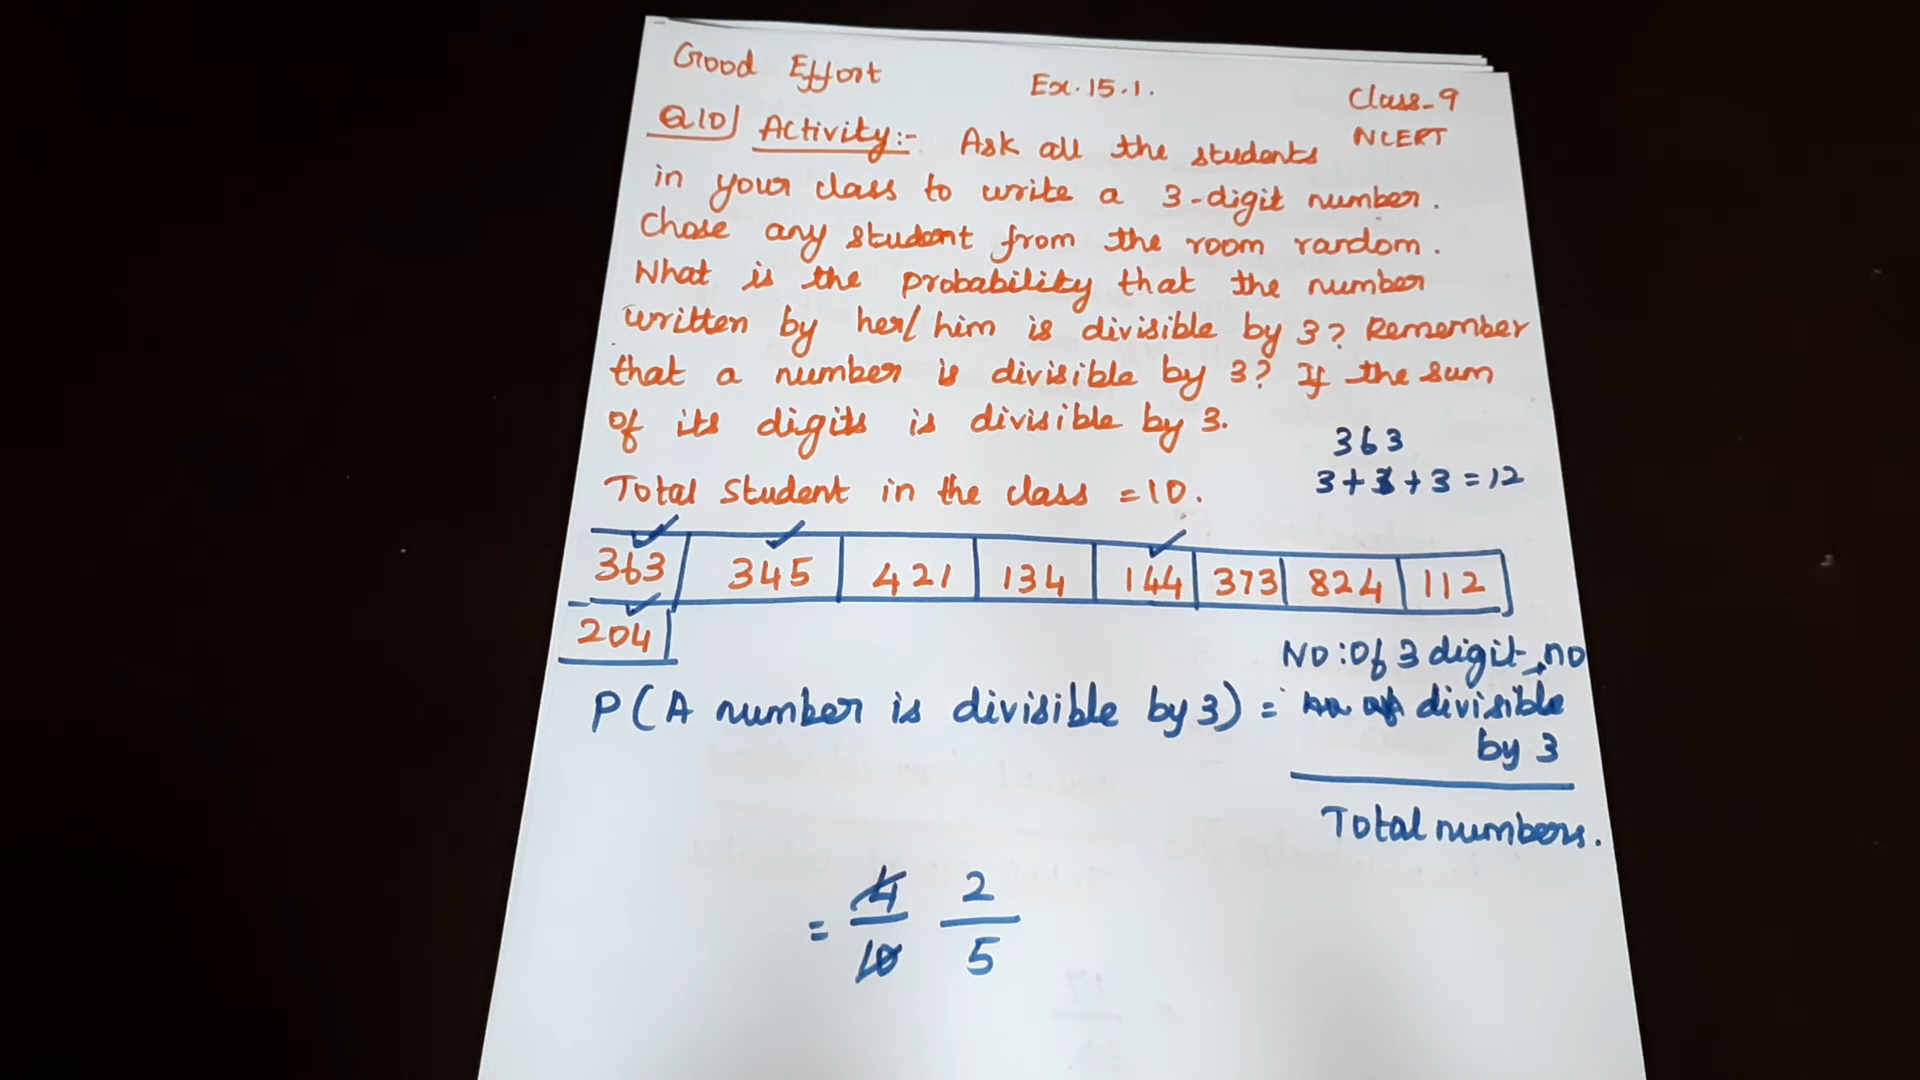 Good Effort Ex. 15.1. Class-9
NCERT
Q10) Activity:- Ask all the students
in your class to write a 3-digit number.
Chose any student from the room random.
What is the probability that the number
written by her/him is divisible by 3? Remember
that a number is divisible by 3? If the sum
of its digits is divisible by 3.
363
3+ +3=12
Total Student in the class =10.
363 345 421 134 144 373 824 112
204
No:Of 3 digit no
P(A number is divisible by 3) = divisible
by 3
Total numbers.
= 4/10 2/5